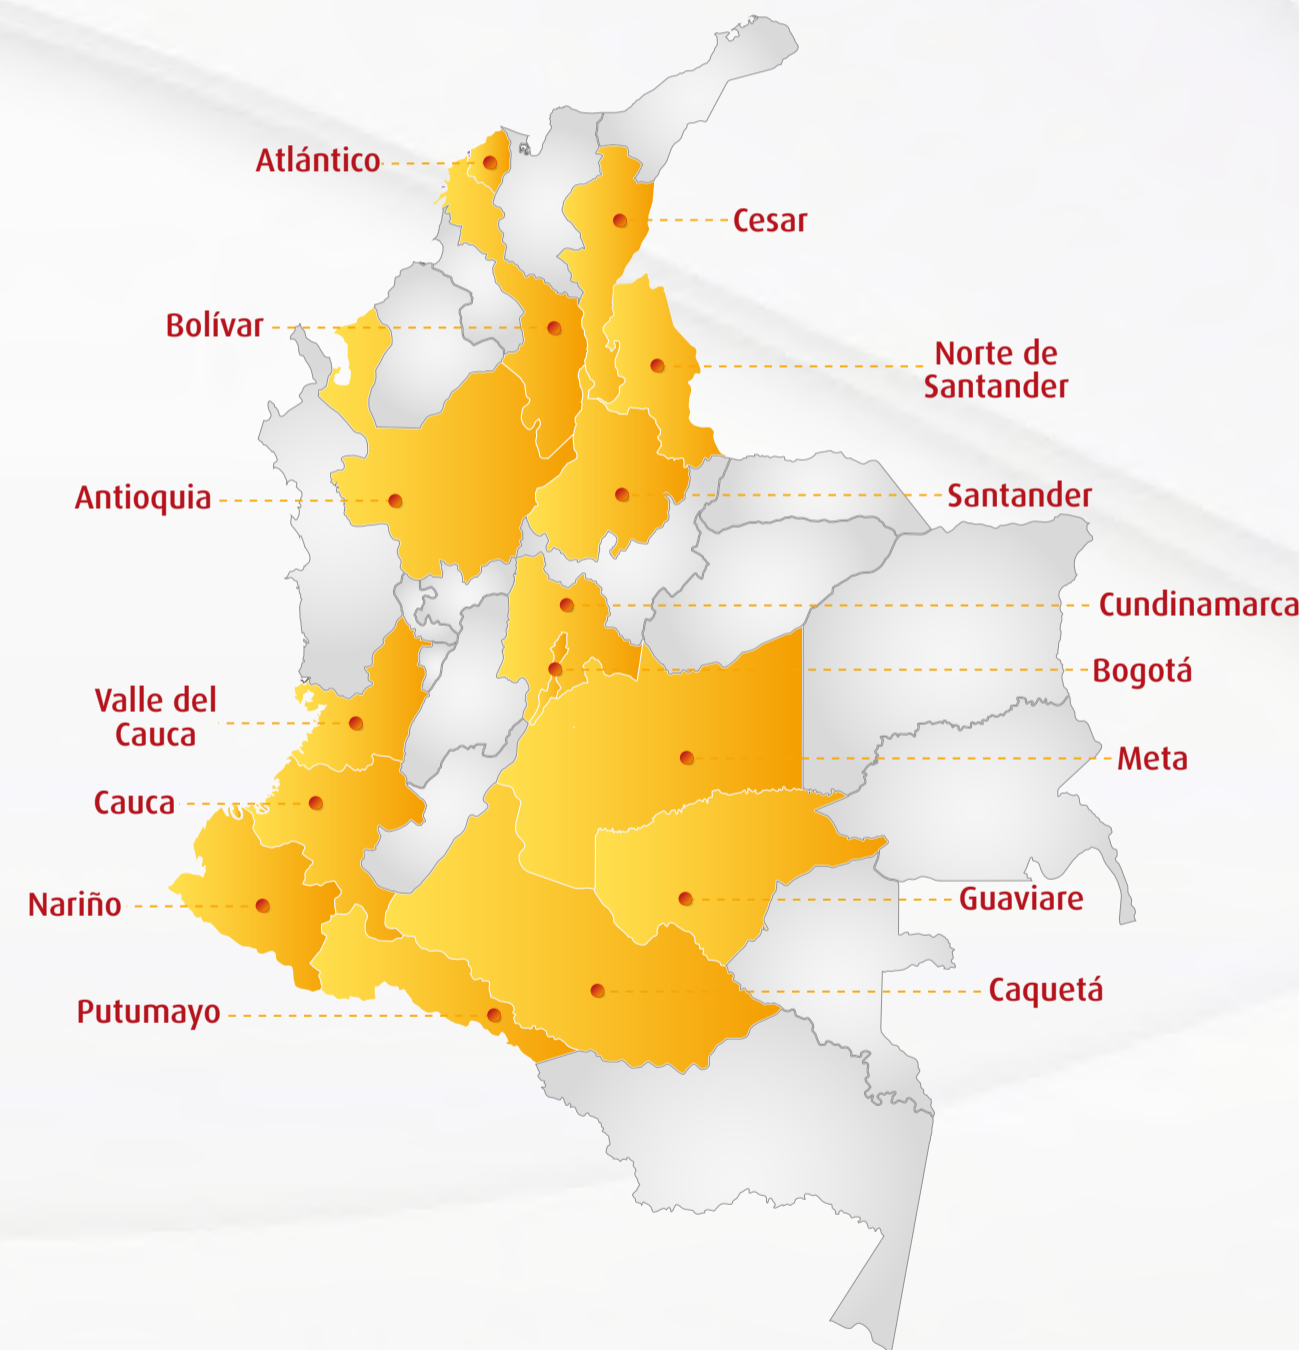 Atlántico
Cesar
Bolívar
Norte de
Santander
Antioquia
Santander
Cundinamarca
Bogotá
Valle del
Cauca
Meta
Cauca
Nariño
Guaviare
Caquetá
Putumayo